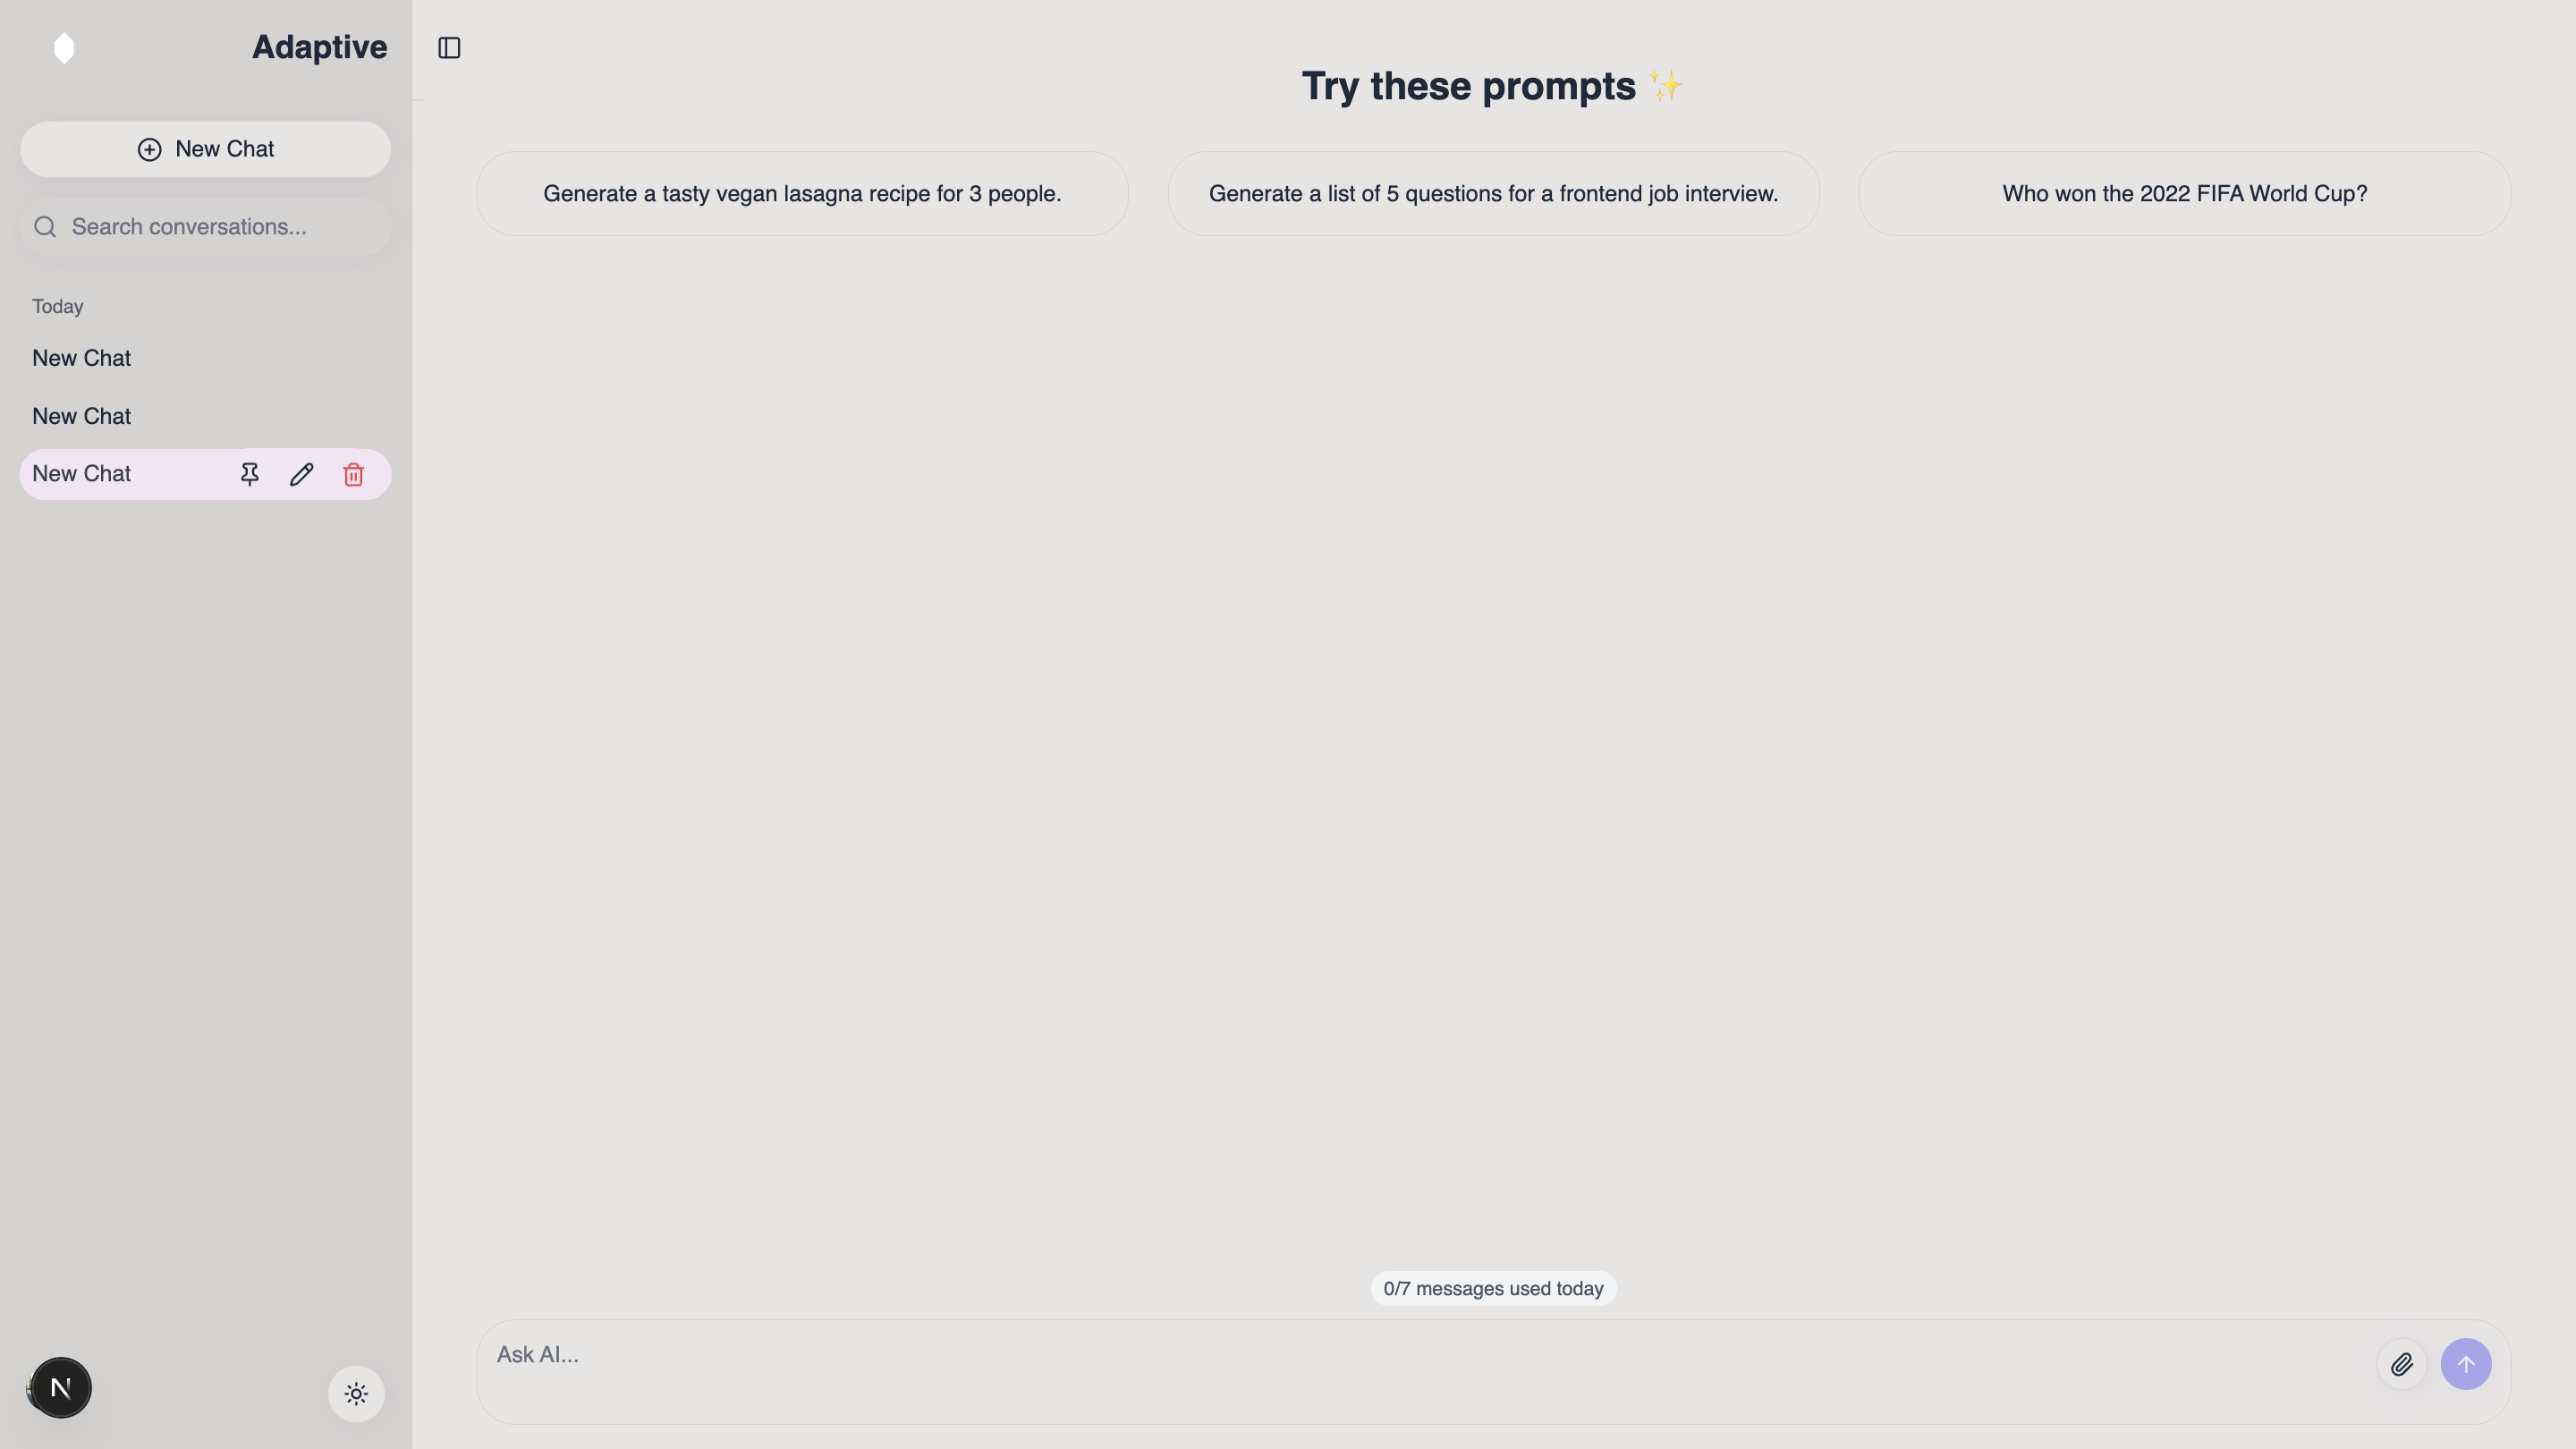 Adaptive
New Chat
Search conversations...
Today
New Chat
New Chat
New Chat
Try these prompts ✨
Generate a tasty vegan lasagna recipe for 3 people.
Generate a list of 5 questions for a frontend job interview.
Who won the 2022 FIFA World Cup?
0/7 messages used today
Ask AI...
N